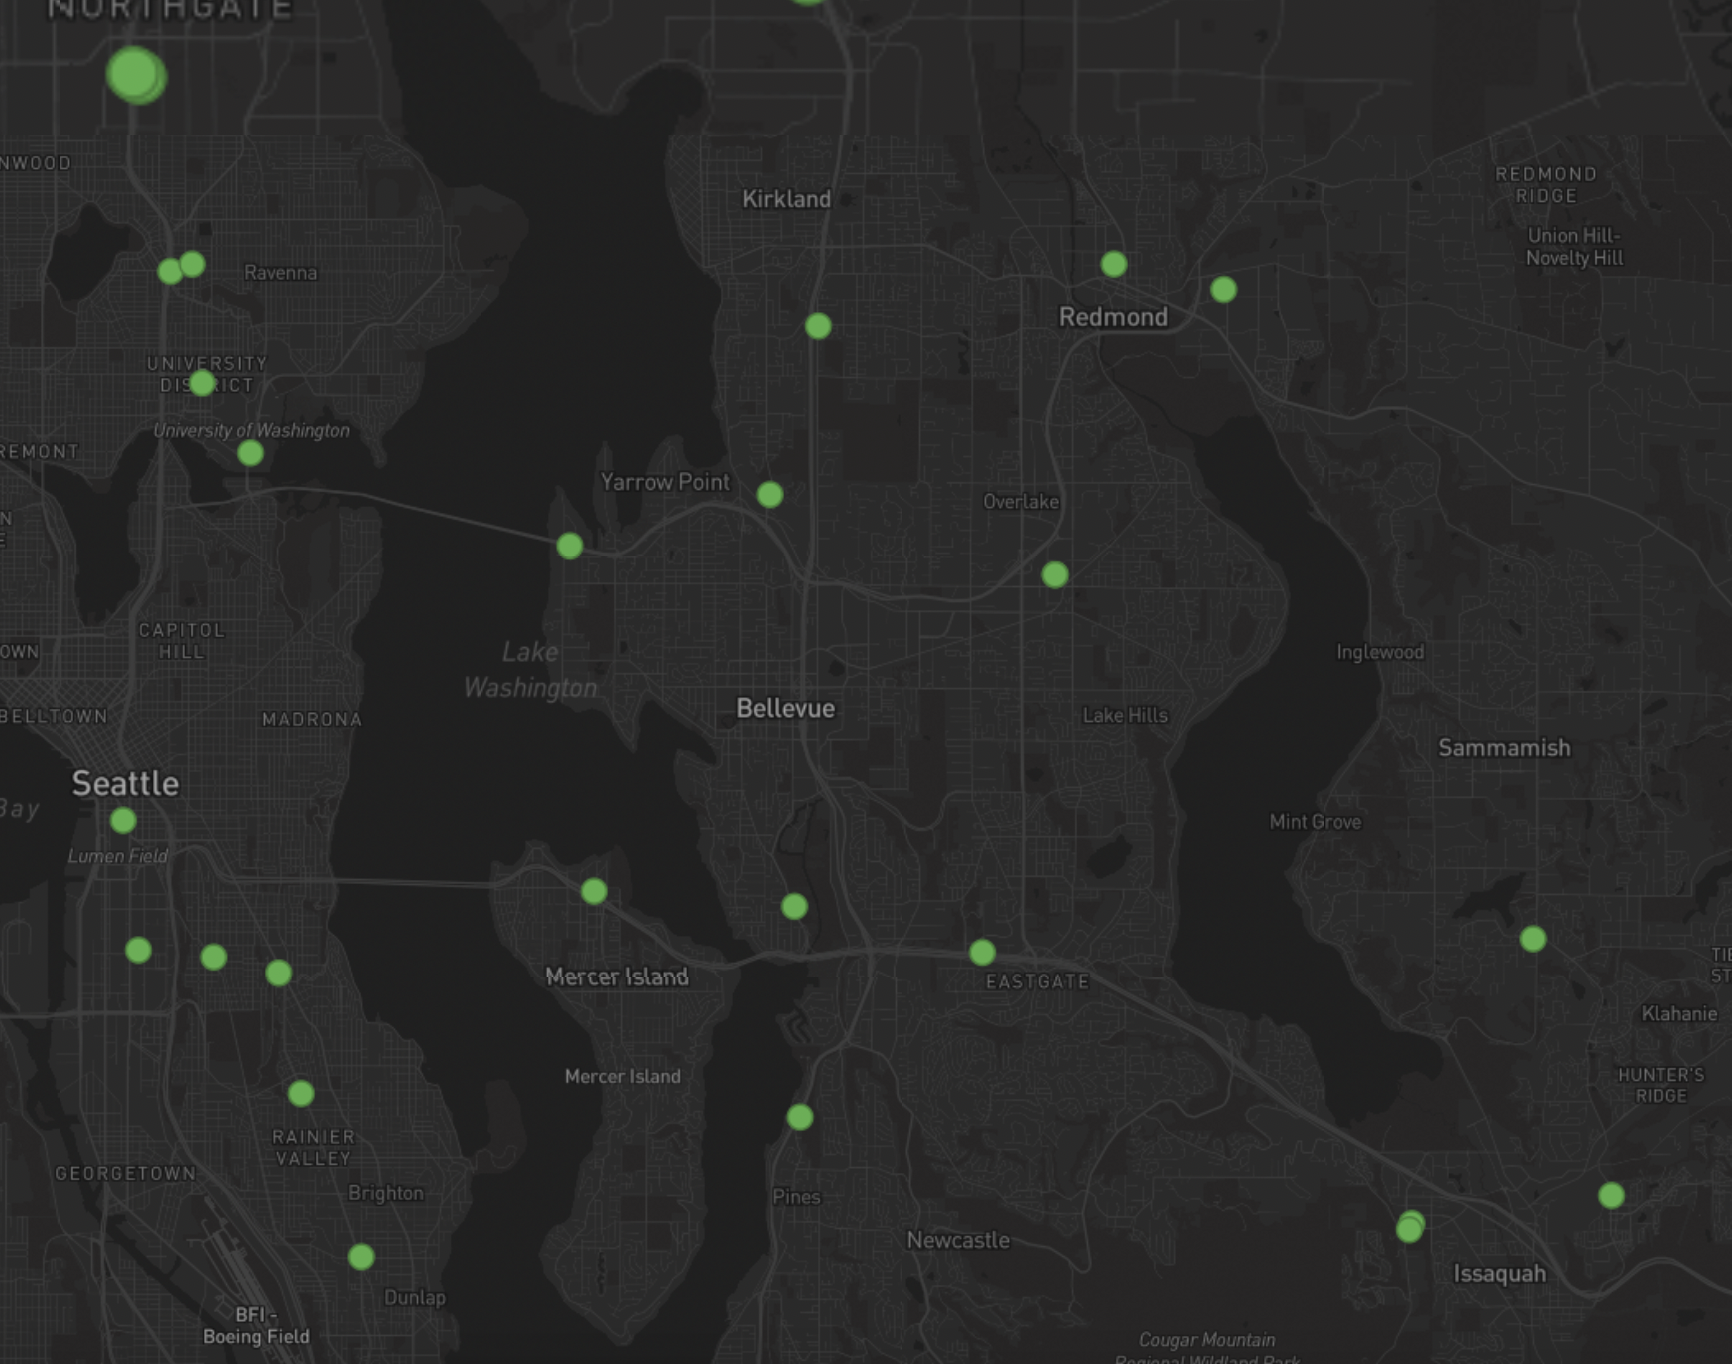 NORTHGATE
NWOOD
Kirkland
REDMOND
RIDGE
Union Hill-
Novelty Hill
Ravenna
Redmond
UNIVERSITY
DISTRICT
University of Washington
REMONT
Yarrow Point
Overlake
N
E
CAPITOL
HILL
OWN
Lake
Washington
Inglewood
BELLTOWN
MADRONA
Bellevue
Lake Hills
Sammamish
Seattle
Bay
Mint Grove
Lumen Field
Mercer Island
EASTGATE
TIE
ST
Klahanie
Mercer Island
HUNTER'S
RIDGE
RAINIER
VALLEY
GEORGETOWN
Brighton
Pines
Newcastle
Issaquah
Dunlap
BFI -
Boeing Field
Cougar Mountain
Regional Wildland Park